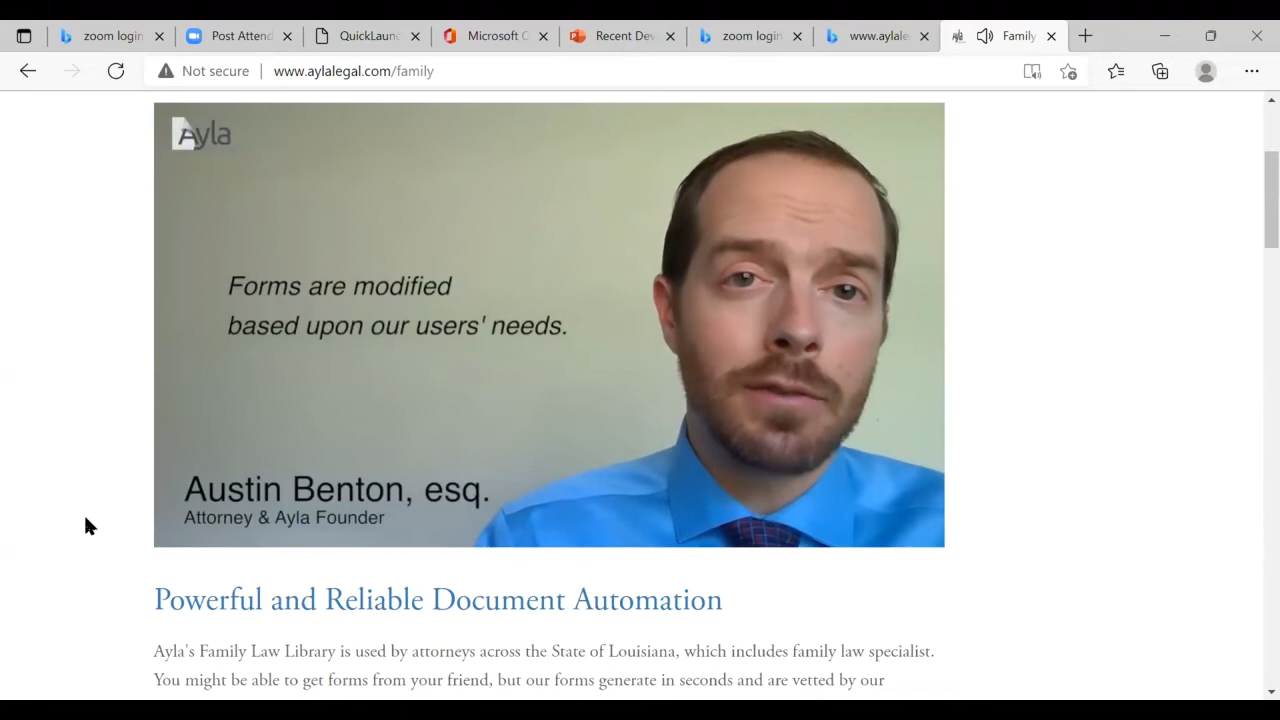 zoom login
Post Attend
QuickLaunc
Microsoft O
Recent Dev
zoom login
www.aylale
Family
Not secure
www.aylalegal.com/family
Ayla
Forms are modified
based upon our users' needs.
Austin Benton, esq.
Attorney & Ayla Founder
Powerful and Reliable Document Automation
Ayla's Family Law Library is used by attorneys across the State of Louisiana, which includes family law specialist.
You might be able to get forms from your friend, but our forms generate in seconds and are vetted by our